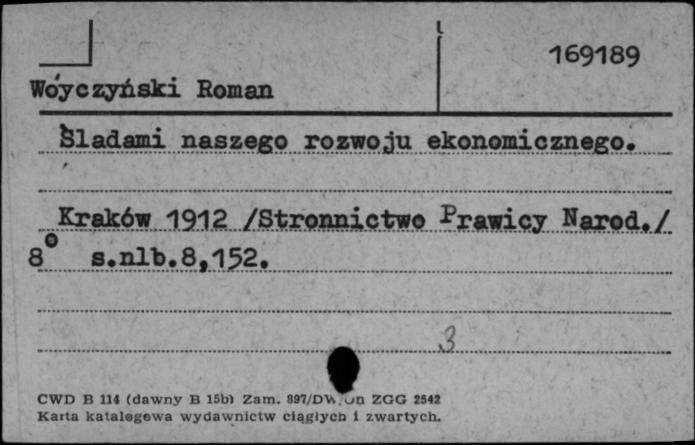 169189
Wóyczyński Roman
Śladami naszego rozwoju ekonomicznego.
Kraków 1912 /Stronnictwo Prawicy Narod./
8° s.nlb.8,152.
3
CWD B 114 (dawny B 15b) Zam. 897/DW. ZGG 2542
Karta katalogowa wydawnictw ciągłych i zwartych.